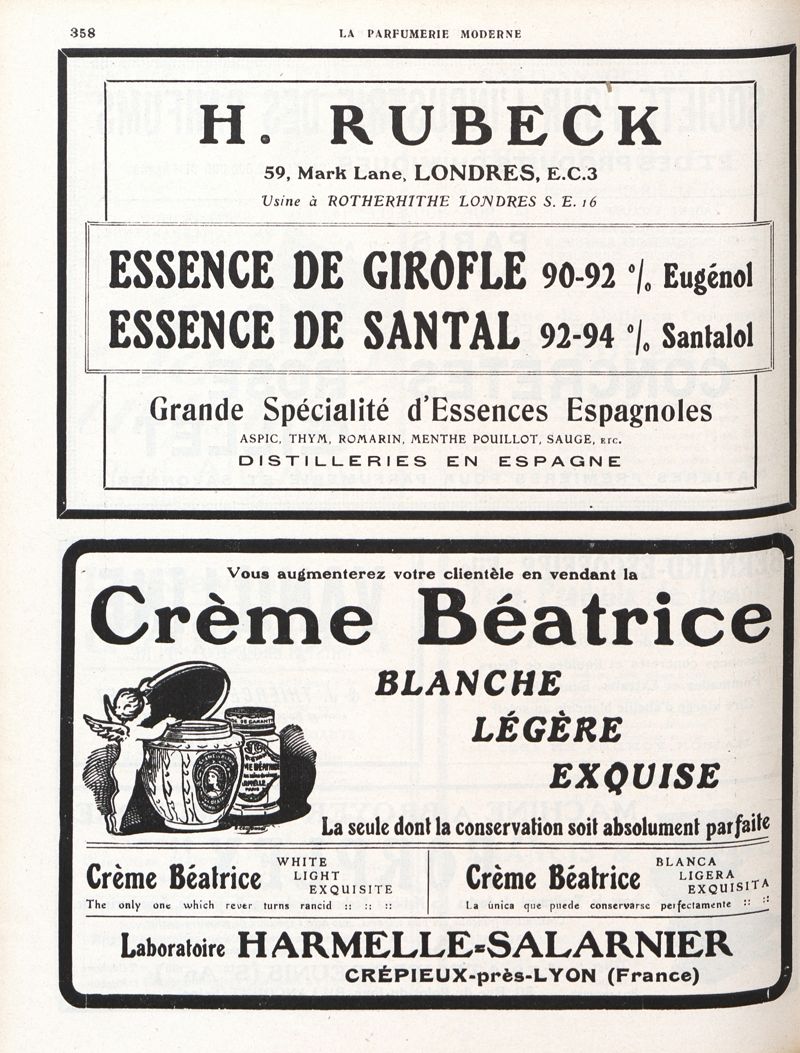 358
LA PARFUMERIE MODERNE
H. RUBECK
59, Mark Lane, LONDRES, E.C.3
Usine à ROTHERHITHE LONDRES S. E. 16
ESSENCE DE GIROFLE 90-92 % Eugénol
ESSENCE DE SANTAL 92-94 % Santalol
Grande Spécialité d'Essences Espagnoles
ASPIC, THYM, ROMARIN, MENTHE POUILLOT, SAUGE, ETC.
DISTILLERIES EN ESPAGNE
Vous augmenterez votre clientèle en vendant la
Crème Béatrice
BLANCHE
LÉGÈRE
EXQUISE
La seule dont la conservation soit absolument parfaite
Crème Béatrice WHITE
LIGHT
EXQUISITE
The only one which rever turns rancid :: :: ::
Crème Béatrice BLANCA
LIGERA
EXQUISITA
La única que puede conservarse perfectamente :: ::
Laboratoire HARMELLE=SALARNIER
CRÉPIEUX-près-LYON (France)